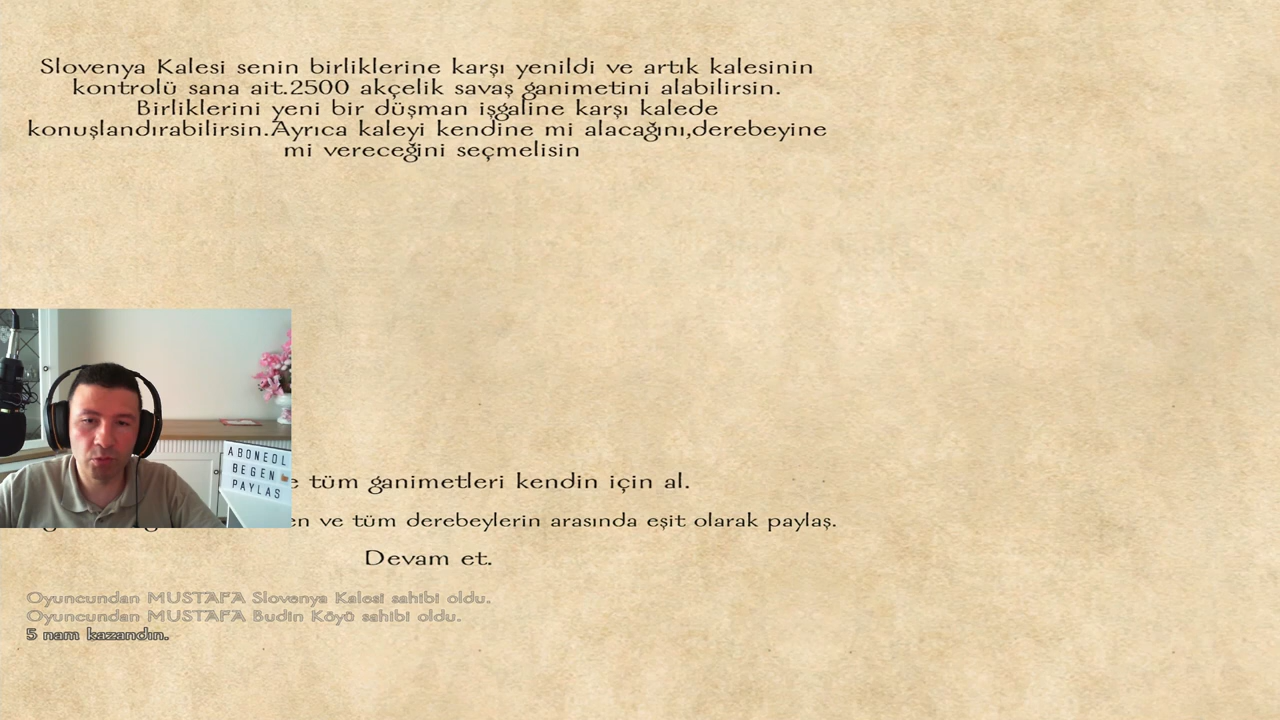 Slovenya Kalesi senin birliklerine karşı yenildi ve artık kalesinin
kontrolü sana ait.2500 akçelik savaş ganimetini alabilirsin.
Birliklerini yeni bir düşman işgaline karşı kalede
konuşlandırabilirsin.Ayrıca kaleyi kendine mi alacağını,derebeyine
mi vereceğini seçmelisin
ABONEOL
BEGEN
PAYLAS
tüm ganimetleri kendin için al.
ve tüm derebeylerin arasında eşit olarak paylaş.
Devam et.
Oyuncundan MUSTAFA Slovenya Kalesi sahibi oldu.
Oyuncundan MUSTAFA Budin Köyü sahibi oldu.
5 nam kazandın.